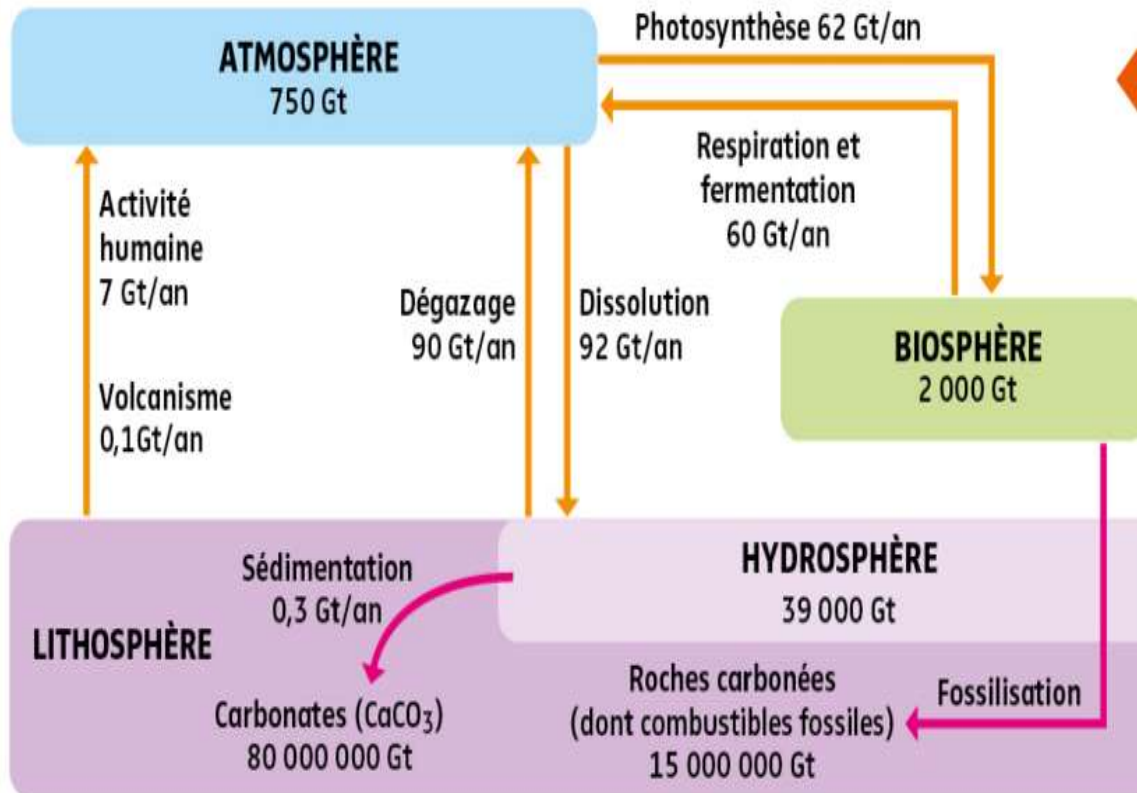 ATMOSPHÈRE
750 Gt
Photosynthèse 62 Gt/an
Respiration et
fermentation
60 Gt/an
Activité
humaine
7 Gt/an
Volcanisme
0,1Gt/an
Dégazage
90 Gt/an
Dissolution
92 Gt/an
BIOSPHÈRE
2 000 Gt
HYDROSPHÈRE
39 000 Gt
Sédimentation
0,3 Gt/an
LITHOSPHÈRE
Carbonates (CaCO₃)
80 000 000 Gt
Roches carbonées
(dont combustibles fossiles)
15 000 000 Gt
Fossilisation